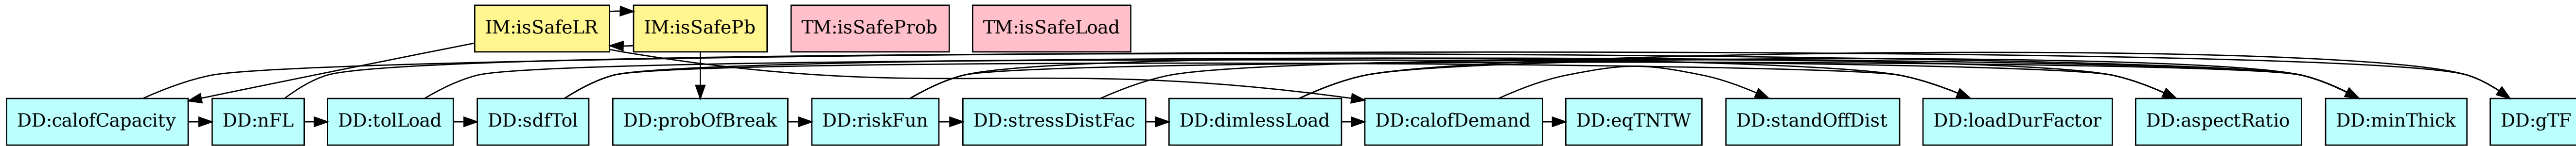 IM:isSafeLR
IM:isSafePb
TM:isSafeProb
TM:isSafeLoad
DD:calofCapacity
DD:nFL
DD:tolLoad
DD:sdfTol
DD:probOfBreak
DD:riskFun
DD:stressDistFac
DD:dimlessLoad
DD:calofDemand
DD:eqTNTW
DD:standOffDist
DD:loadDurFactor
DD:aspectRatio
DD:minThick
DD:gTF